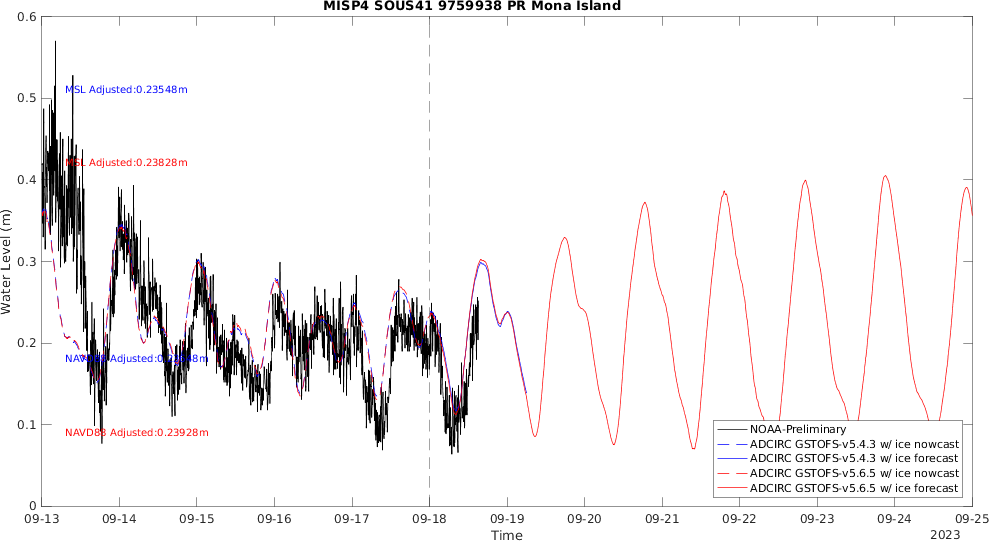 MISP4 SOUS41 9759938 PR Mona Island
Water Level (m)
0.6
0.5
0.4
0.3
0.2
0.1
0
MSL Adjusted:0.23548m
MSL Adjusted:0.23828m
Adjusted:
NAVD88 Adjusted:0.23928m
NOAA-Preliminary
ADCIRC GSTOFS-v5.4.3 w/ ice nowcast
ADCIRC GSTOFS-v5.4.3 w/ ice forecast
ADCIRC GSTOFS-v5.6.5 w/ ice nowcast
ADCIRC GSTOFS-v5.6.5 w/ ice forecast
09-13 09-14 09-15 09-16 09-17 09-18 09-19 09-20 09-21 09-22 09-23 09-24 09-25
Time
2023